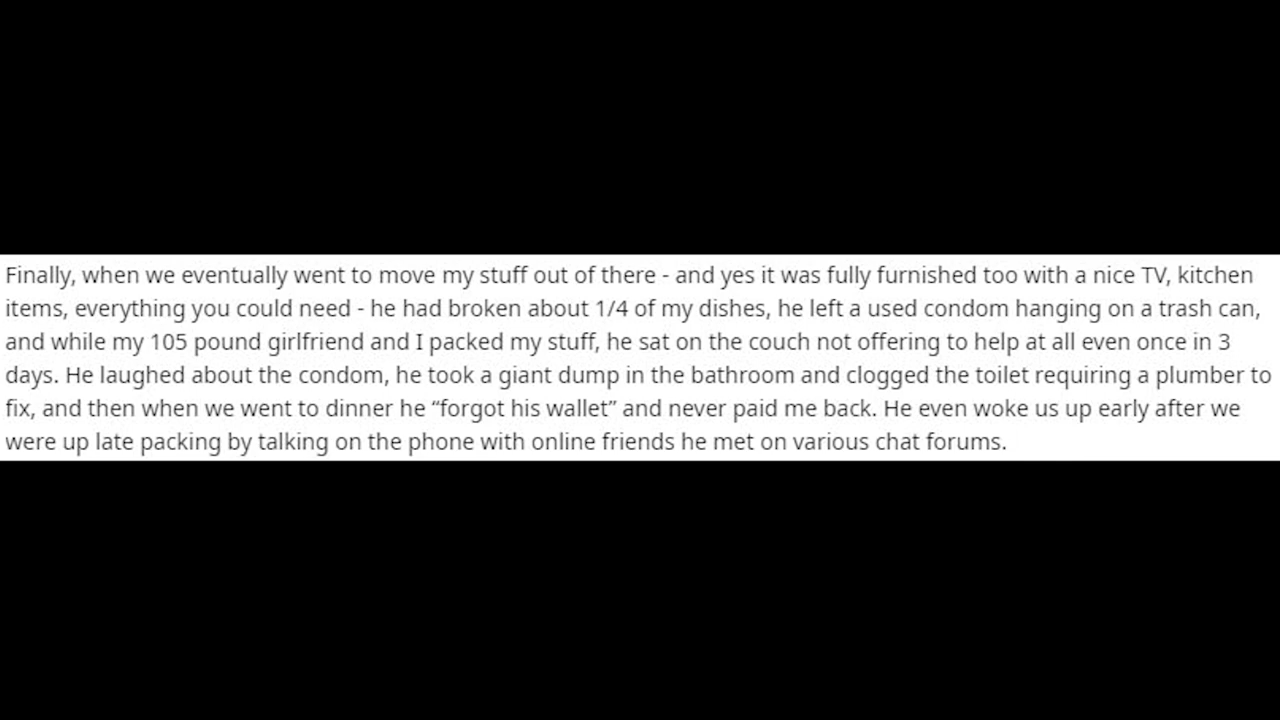 Finally, when we eventually went to move my stuff out of there - and yes it was fully furnished too with a nice TV, kitchen
items, everything you could need - he had broken about 1/4 of my dishes, he left a used condom hanging on a trash can,
and while my 105 pound girlfriend and I packed my stuff, he sat on the couch not offering to help at all even once in 3
days. He laughed about the condom, he took a giant dump in the bathroom and clogged the toilet requiring a plumber to
fix, and then when we went to dinner he “forgot his wallet” and never paid me back. He even woke us up early after we
were up late packing by talking on the phone with online friends he met on various chat forums.